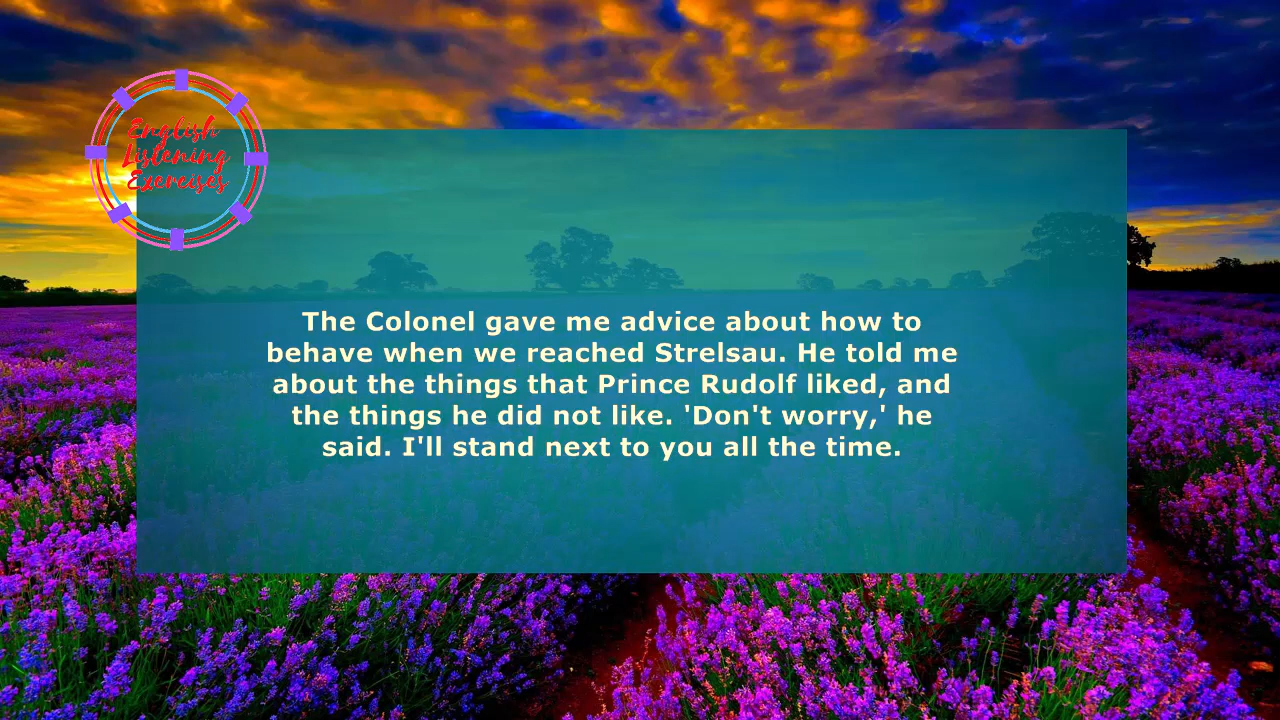 English
Listening
Exercises
The Colonel gave me advice about how to
behave when we reached Strelsau. He told me
about the things that Prince Rudolf liked, and
the things he did not like. 'Don't worry,' he
said. I'll stand next to you all the time.